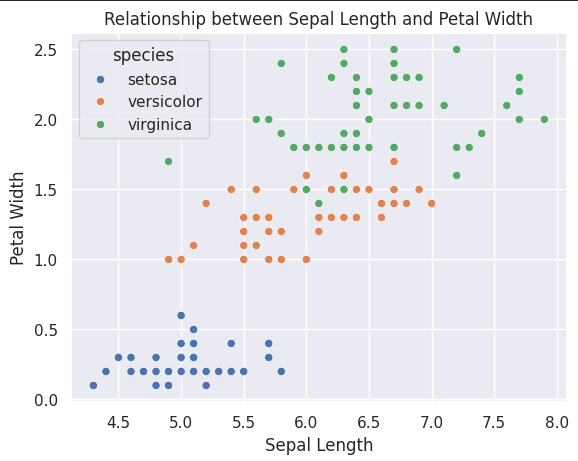 Relationship between Sepal Length and Petal Width
species
setosa
versicolor
virginica
Petal Width
2.5
2.0
1.5
1.0
0.5
0.0
4.5 5.0 5.5 6.0 6.5 7.0 7.5 8.0
Sepal Length